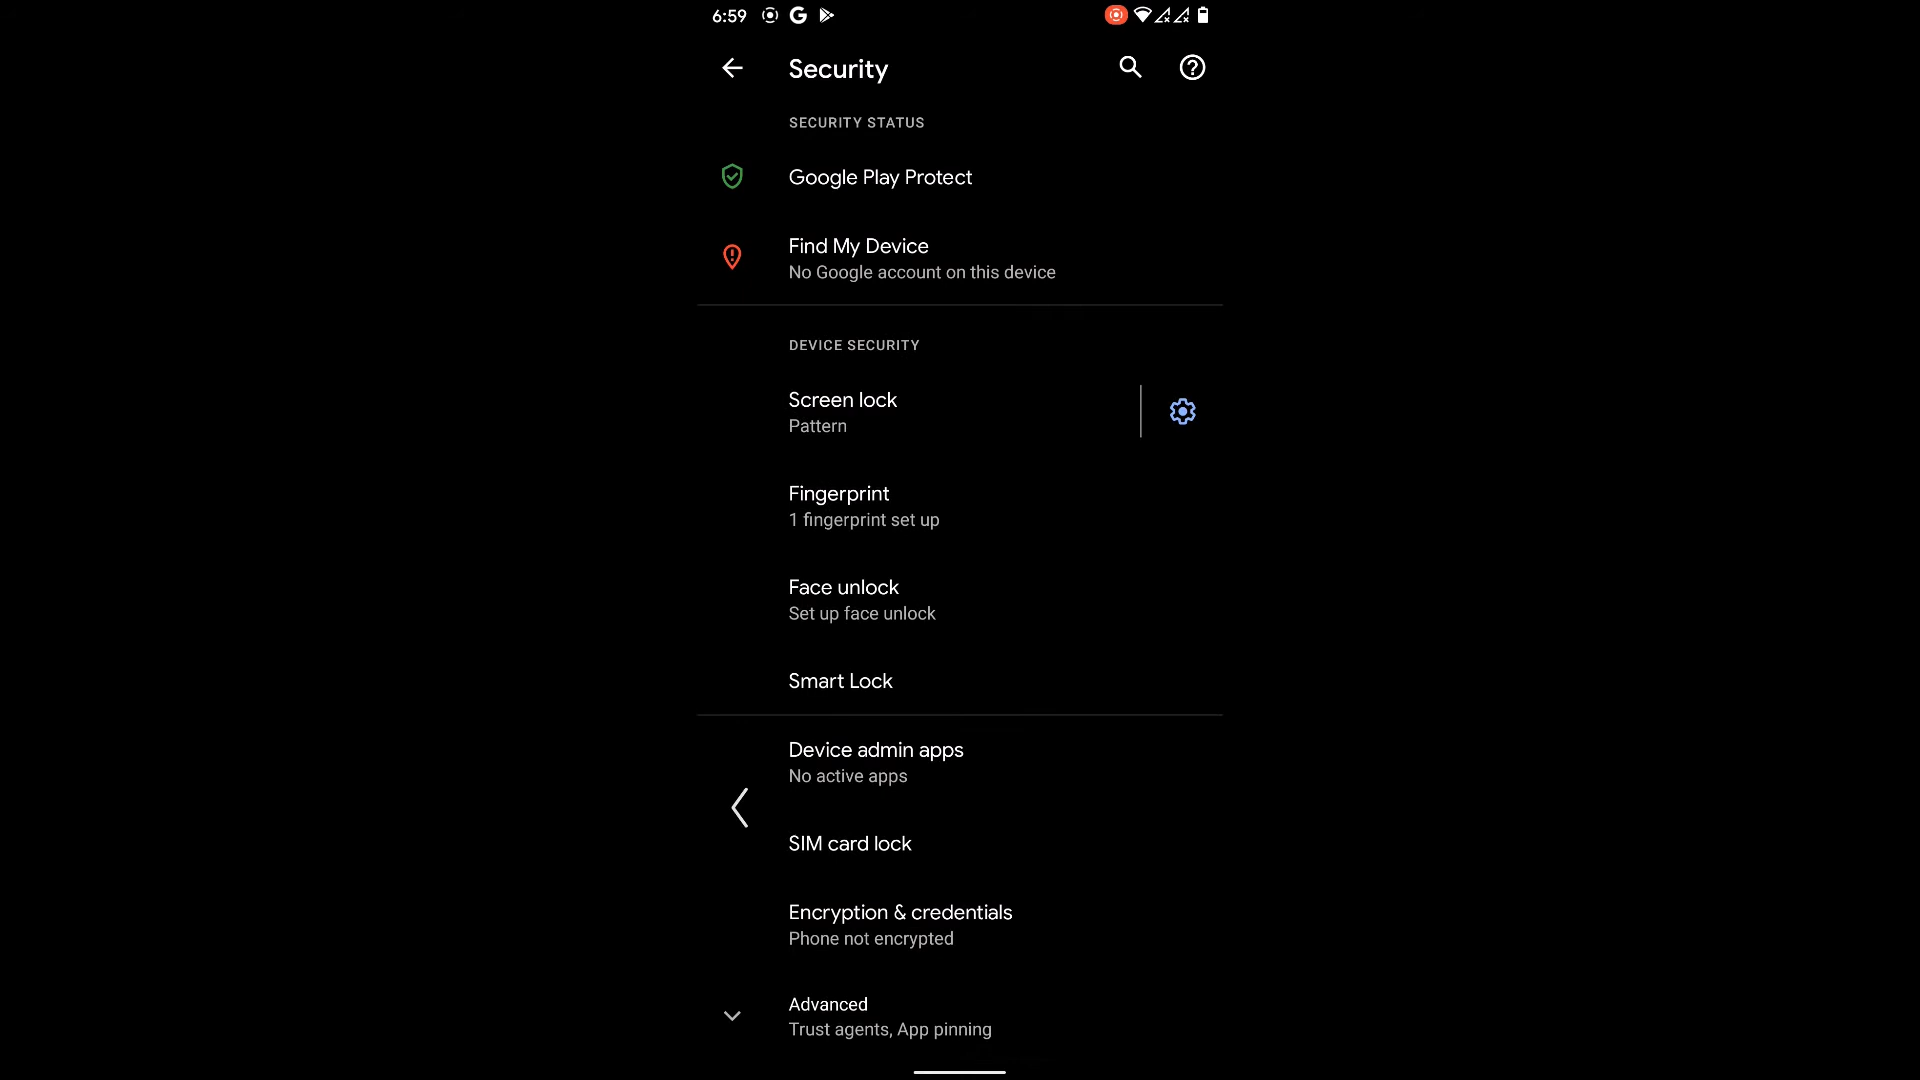 6:59
Security
SECURITY STATUS
Google Play Protect
Find My Device
No Google account on this device
DEVICE SECURITY
Screen lock
Pattern
Fingerprint
1 fingerprint set up
Face unlock
Set up face unlock
Smart Lock
Device admin apps
No active apps
SIM card lock
Encryption & credentials
Phone not encrypted
Advanced
Trust agents, App pinning